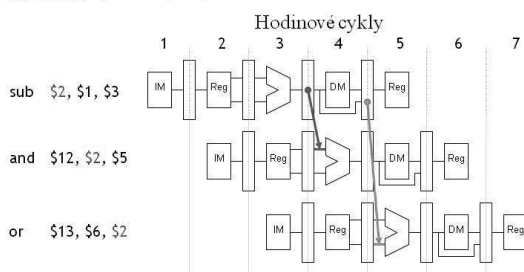 Hodinové cykly
1 2 3 4 5 6 7
sub $2, $1, $3
IM Reg DM Reg
and $12, $2, $5
IM Reg DM Reg
or $13, $6, $2
IM Reg DM Reg